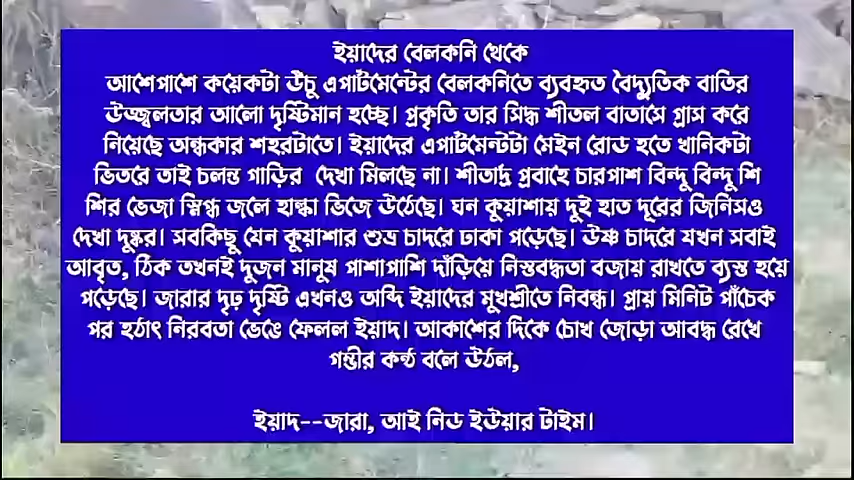 ইয়াদের বেলকনি থেকে
আশেপাশে কয়েকটা উঁচু এপার্টমেন্টের বেলকনিতে ব্যবহৃত বৈদ্যুতিক বাতির
উজ্জ্বলতার আলো দৃষ্টিমান হচ্ছে। প্রকৃতি তার সিদ্ধ শীতল বাতাসে গ্রাস করে
নিয়েছে অন্ধকার শহরটাতে। ইয়াদের এপার্টমেন্টটা মেইন রোড হতে খানিকটা
ভিতরে তাই চলন্ত গাড়ির দেখা মিলছে না। শীতাদ্র প্রবাহে চারপাশ বিন্দু বিন্দু শি
শির ভেজা স্নিগ্ধ জলে হাল্কা ভিজে উঠেছে। ঘন কুয়াশায় দুই হাত দূরের জিনিসও
দেখা দুষ্কর। সবকিছু যেন কুয়াশার শুভ্র চাদরে ঢাকা পড়েছে। উষ্ণ চাদরে যখন সবাই
আবৃত, ঠিক তখনই দুজন মানুষ পাশাপাশি দাঁড়িয়ে নিস্তবদ্ধতা বজায় রাখতে ব্যস্ত হয়ে
পড়েছে। জারার দৃঢ় দৃষ্টি এখনও অব্দি ইয়াদের মুখশ্রীতে নিবন্ধ। প্রায় মিনিট পাঁচেক
পর হঠাৎ নিরবতা ভেঙে ফেলল ইয়াদ। আকাশের দিকে চোখ জোড়া আবদ্ধ রেখে
গম্ভীর কন্ঠ বলে উঠল,
ইয়াদ--জারা, আই নিড ইউয়ার টাইম।